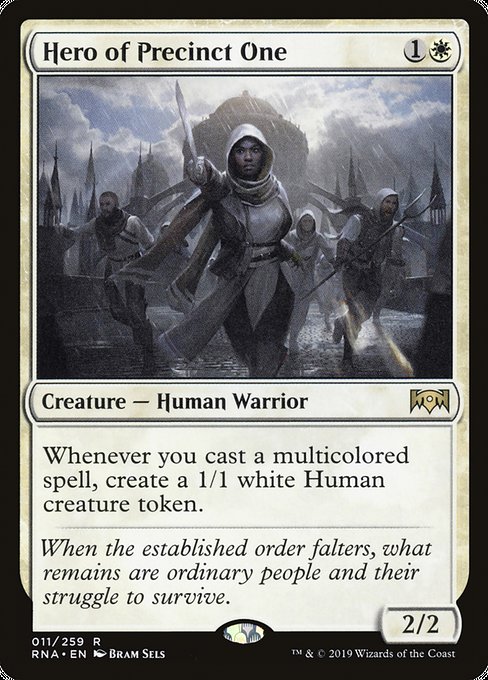 Hero of Precinct One 1
Creature — Human Warrior
Whenever you cast a multicolored
spell, create a 1/1 white Human
creature token.
When the established order falters, what
remains are ordinary people and their
struggle to survive.
2/2
011/259 R
RNA • EN Bram Sels ™ & © 2019 Wizards of the Coast